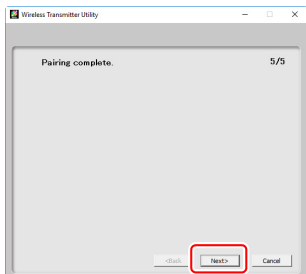 Wireless Transmitter Utility
Pairing complete. 5/5
<Back Next> Cancel